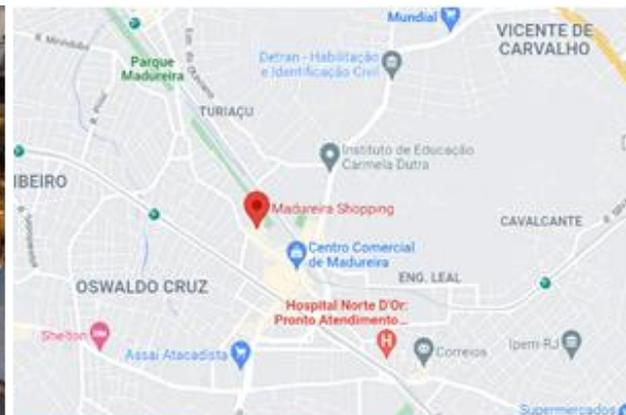 Mundial
VICENTE DE
CARVALHO
R. Mirinduba
Parque
Madureira
Detran - Habilitação
e Identificação Civil
R. Picuí
TURIAÇU
Instituto de Educação
Carmela Dutra
IBEIRO
Madureira Shopping
CAVALCANTE
Centro Comercial
de Madureira
ENG. LEAL
OSWALDO CRUZ
Hospital Norte D'Or:
Pronto Atendimento...
Shelton
Assaí Atacadista
Correios
Ipem-RJ
Supermercados